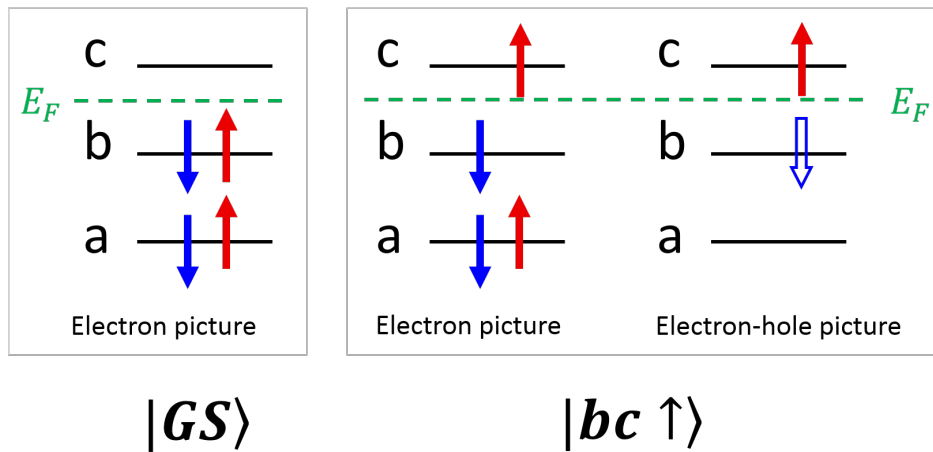 c
E_F
b
a
Electron picture
|GS⟩
c
b
a
Electron picture
c
E_F
b
a
Electron-hole picture
|bc ↑⟩